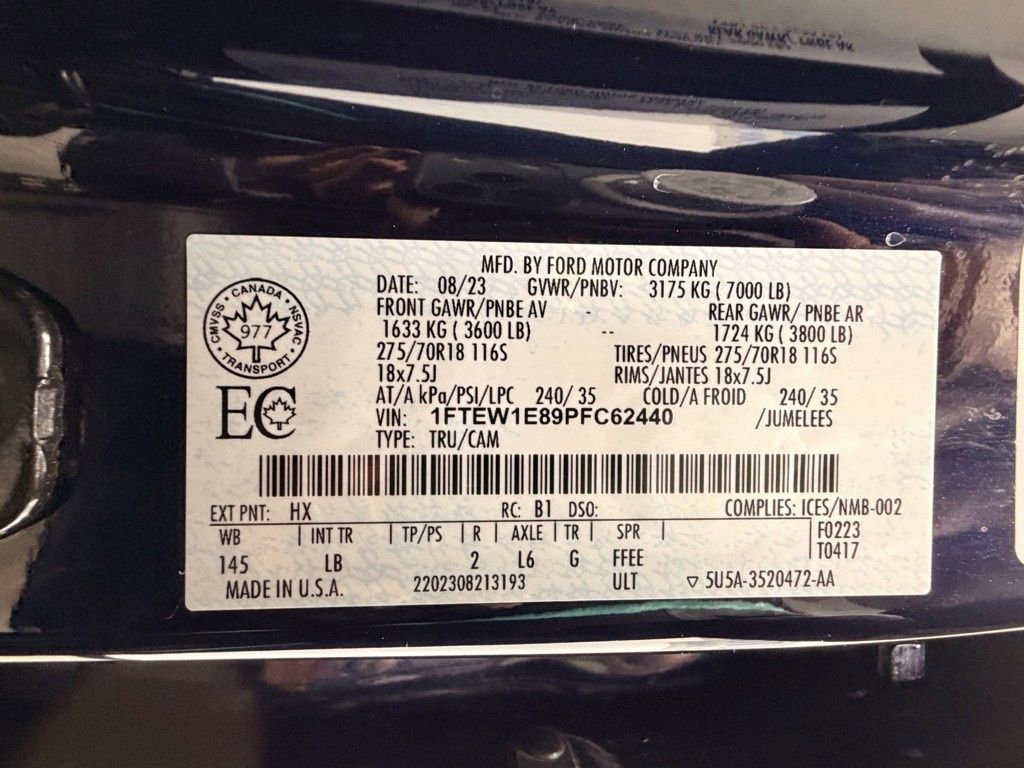 MFD. BY FORD MOTOR COMPANY
DATE: 08/23 GVWR/PNBV: 3175 KG ( 7000 LB)
FRONT GAWR/PNBE AV - REAR GAWR/ PNBE AR
1633 KG ( 3600 LB) -- 1724 KG ( 3800 LB)
275/70R18 116S TIRES/PNEUS 275/70R18 116S
18x7.5J RIMS/JANTES 18x7.5J
AT/A kPa/PSI/LPC 240/ 35 COLD/A FROID 240/ 35
VIN: 1FTEW1E89PFC62440 /JUMELEES
TYPE: TRU/CAM
CANADA • NSVAC • TRANSPORT • CMVSS •
977
EC
EXT PNT: HX RC: B1 DSO: COMPLIES: ICES/NMB-002
WB | INT TR | TP/PS | R | AXLE | TR | SPR | F0223
T0417
145 LB 2 L6 G FFEE
MADE IN U.S.A. 2202308213193 ULT ▽ 5U5A-3520472-AA